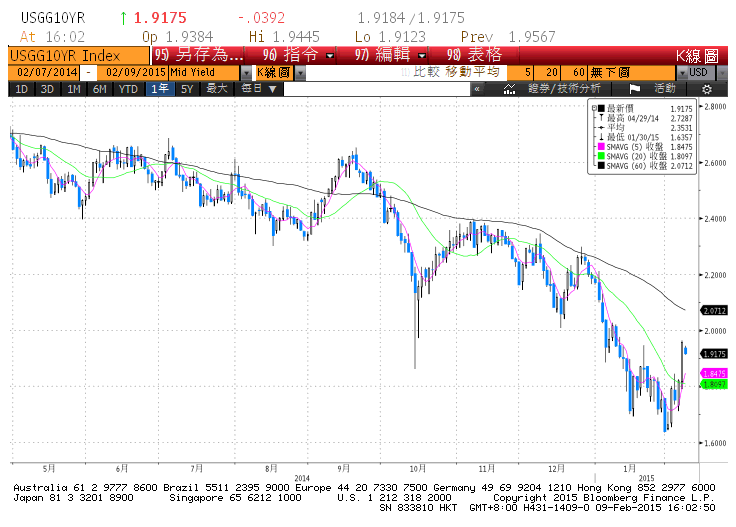 USGG10YR ↑ 1.9175 -.0392 1.9184/1.9175
At 16:02 Op 1.9384 Hi 1.9445 Lo 1.9123 Prev 1.9567
USGG10YR Index 95) 另存為... 96) 指令 97) 編輯 98) 表格 K線圖
02/07/2014 - 02/09/2015 Mid Yield K線圖 比較 移動平均 5 20 60 無下圖 USD
1D 3D 1M 6M YTD 1年 5Y 最大 每日 ▼ « 證券/技術分析 活動
最新價 1.9175
最高 04/29/14 2.7287
平均 2.3531
最低 01/30/15 1.6357
SMAVG (5) 收盤 1.8475
SMAVG (20) 收盤 1.8097
SMAVG (60) 收盤 2.0712
2.8000
2.6000
2.4000
2.2000
2.0712
2.0000
1.9175
1.8475
1.8097
1.6000
5月 6月 7月 8月 9月 10月 11月 12月 1月
2014 2015
Australia 61 2 9777 8600 Brazil 5511 2395 9000 Europe 44 20 7330 7500 Germany 49 69 9204 1210 Hong Kong 852 2977 6000
Japan 81 3 3201 8900 Singapore 65 6212 1000 U.S. 1 212 318 2000 Copyright 2015 Bloomberg Finance L.P.
SN 833810 HKT GMT+8:00 H431-1409-0 09-Feb-2015 16:02:50